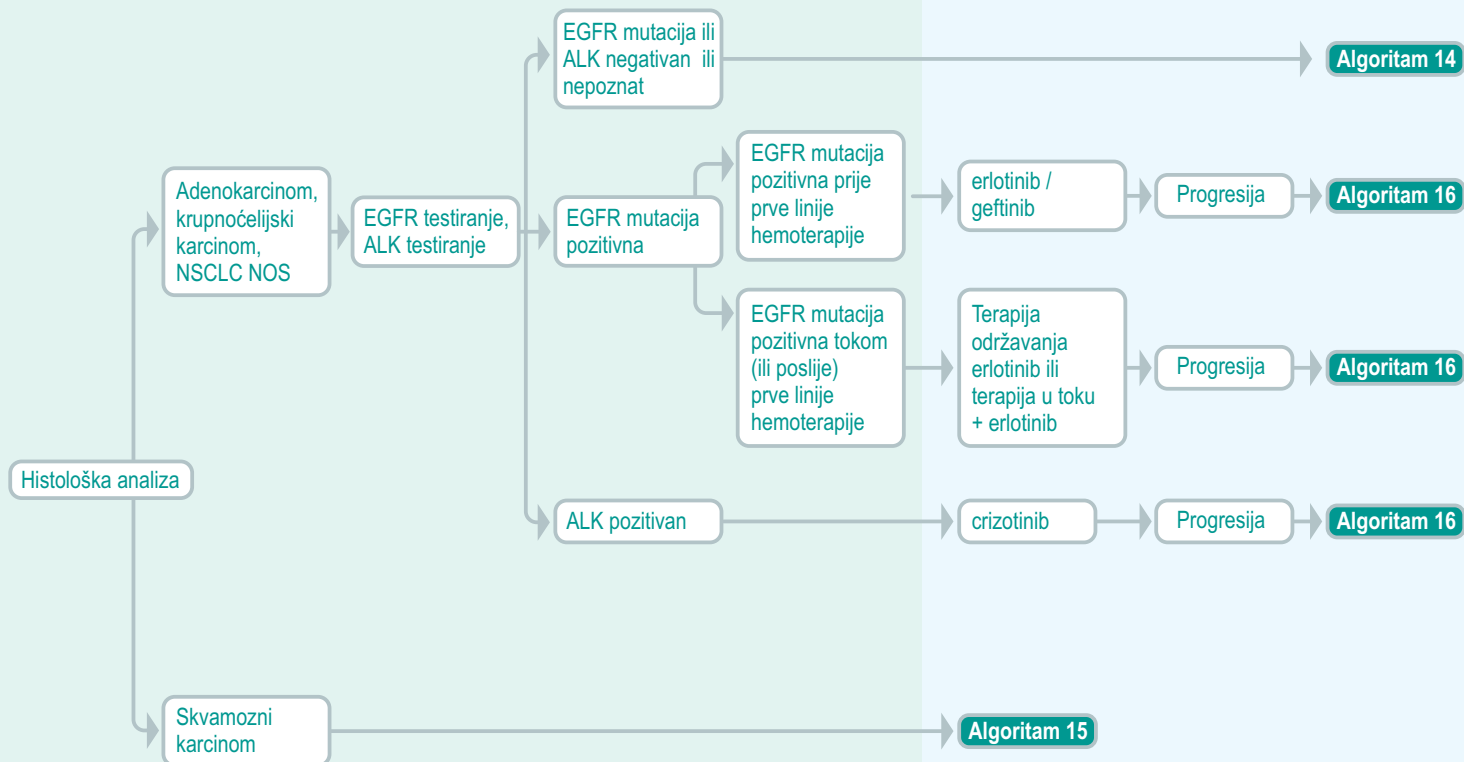 EGFR mutacija ili
ALK negativan ili
nepoznat
Algoritam 14
Adenokarcinom,
krupnoćelijski
karcinom,
NSCLC NOS
EGFR testiranje,
ALK testiranje
EGFR mutacija
pozitivna
EGFR mutacija
pozitivna prije
prve linije
hemoterapije
erlotinib /
geftinib
Progresija
Algoritam 16
EGFR mutacija
pozitivna tokom
(ili poslije)
prve linije
hemoterapije
Terapija
održavanja
erlotinib ili
terapija u toku
+ erlotinib
Progresija
Algoritam 16
Histološka analiza
ALK pozitivan
crizotinib
Progresija
Algoritam 16
Skvamozni
karcinom
Algoritam 15